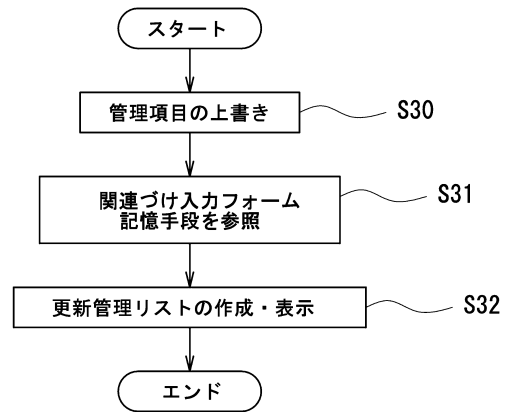 スタート
管理項目の上書き
S30
関連づけ入力フォーム
記憶手段を参照
S31
更新管理リストの作成・表示
S32
エンド